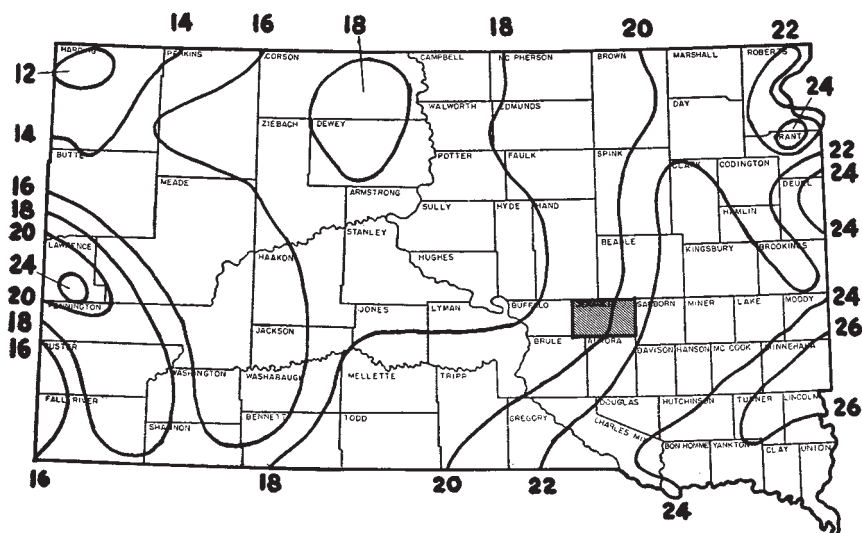 14 16 18 18 20 22
HARDING PERKINS CORSON CAMPBELL MC PHERSON BROWN MARSHALL ROBERTS
12
24
WALWORTH EDMUNDS DAY
ZIEBACH DEWEY
14
GRANT
BUTTE POTTER FAULK SPINK 22
CLARK CODINGTON
24
16 MEADE DEUEL
ARMSTRONG
18 SULLY HYDE HAND HAMLIN
20 STANLEY 24
LAWRENCE BEADLE KINGSBURY BROOKINGS
HAAKON HUGHES
24
20 PENNINGTON JONES LYMAN BUFFALO SANBORN MINER LAKE MOODY 24
18 JACKSON 26
16 CUSTER BRULE AURORA DAVISON HANSON MC COOK MINNEHAHA
WASHINGTON WASHABAUGH MELLETTE TRIPP
FALL RIVER DOUGLAS HUTCHINSON TURNER LINCOLN
26
SHANNON BENNETT TODD GREGORY CHARLES MIX
BON HOMME YANKTON CLAY UNION
16 18 20 22
24